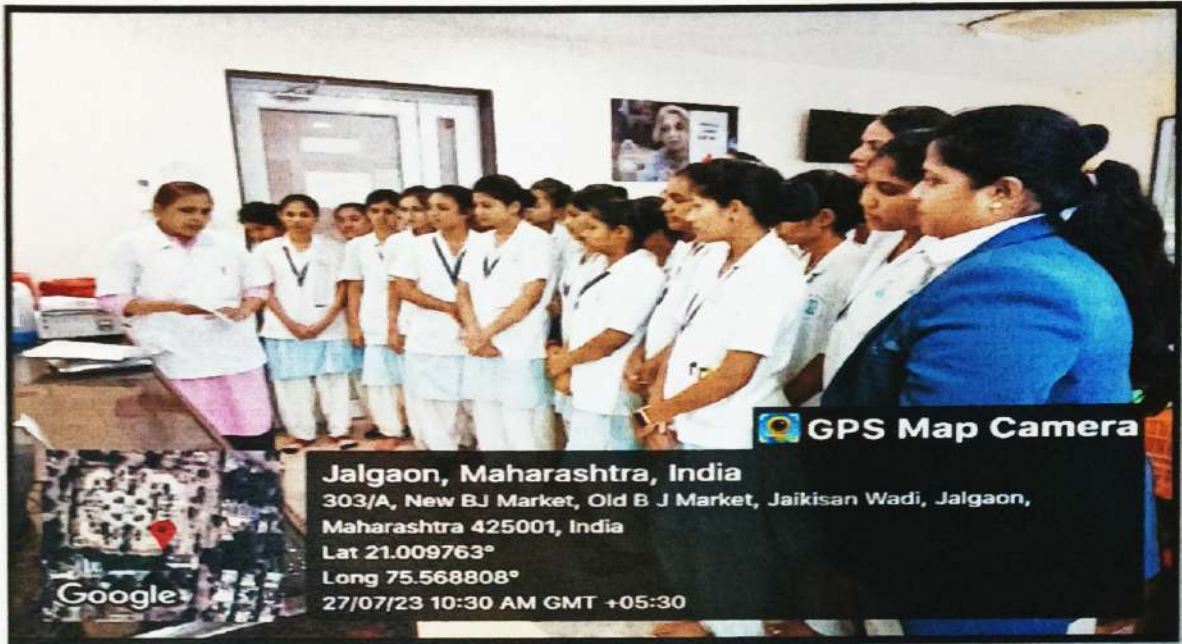 GPS Map Camera
Jalgaon, Maharashtra, India
303/A, New BJ Market, Old B J Market, Jaikisan Wadi, Jalgaon,
Maharashtra 425001, India
Lat 21.009763°
Long 75.568808°
27/07/23 10:30 AM GMT +05:30
Google